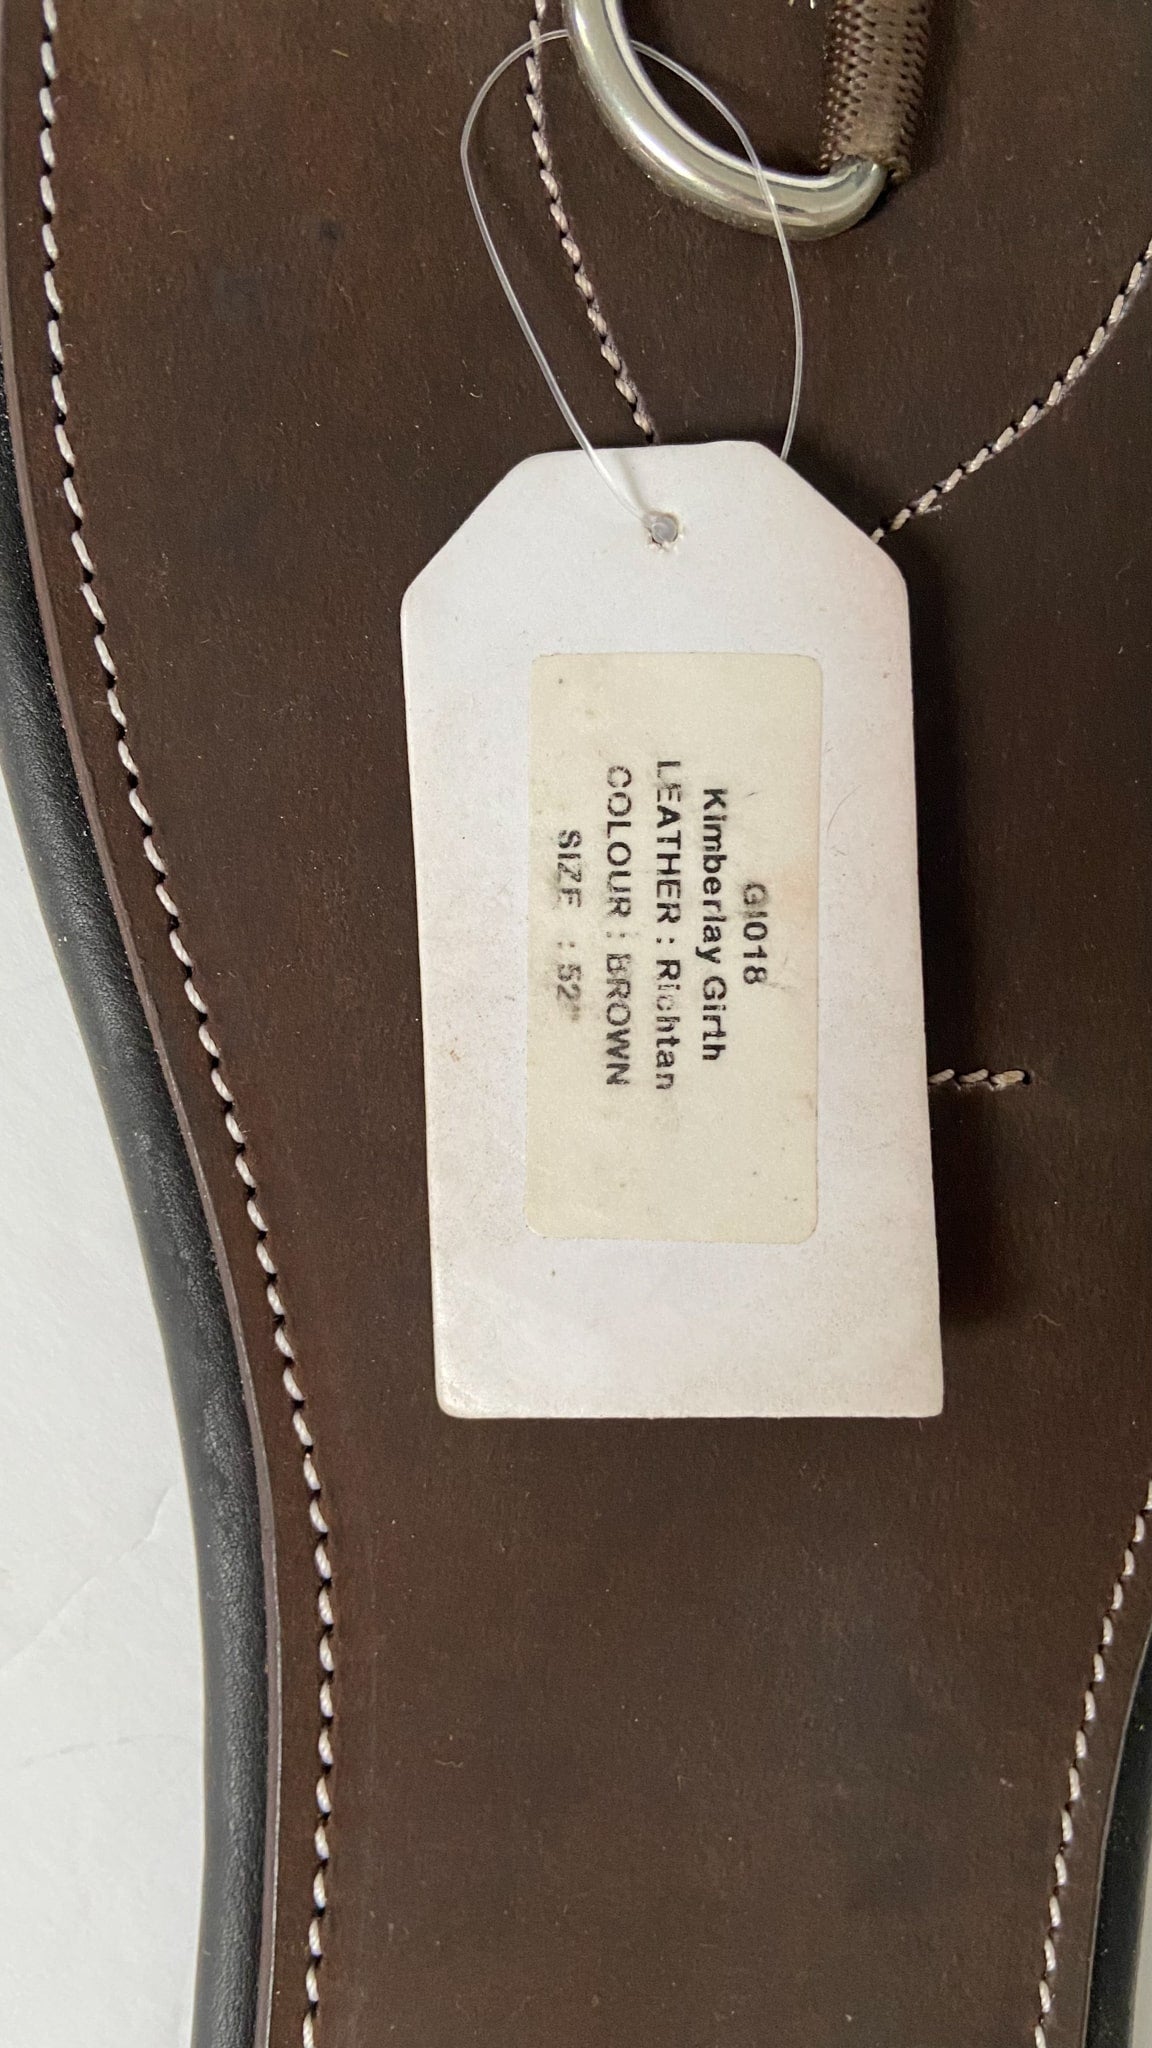 GI018
Kimberlay Girth
LEATHER : Richtan
COLOUR : BROWN
SIZE : 52"